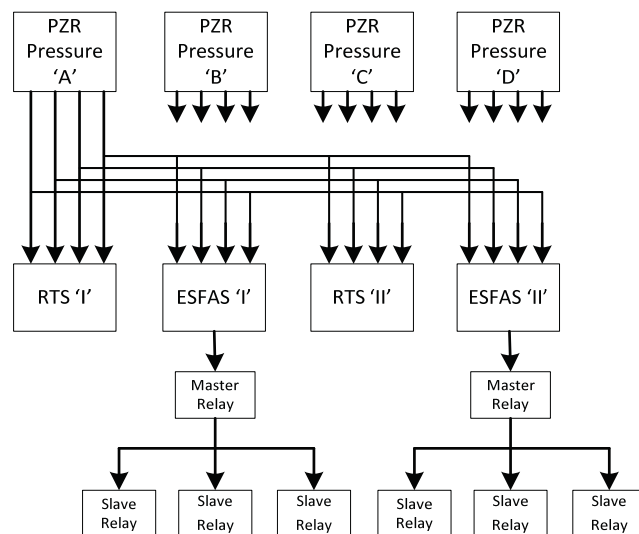 PZR
Pressure
‘A’
PZR
Pressure
‘B’
PZR
Pressure
‘C’
PZR
Pressure
‘D’
RTS ‘I’
ESFAS ‘I’
RTS ‘II’
ESFAS ‘II’
Master
Relay
Master
Relay
Slave
Relay
Slave
Relay
Slave
Relay
Slave
Relay
Slave
Relay
Slave
Relay